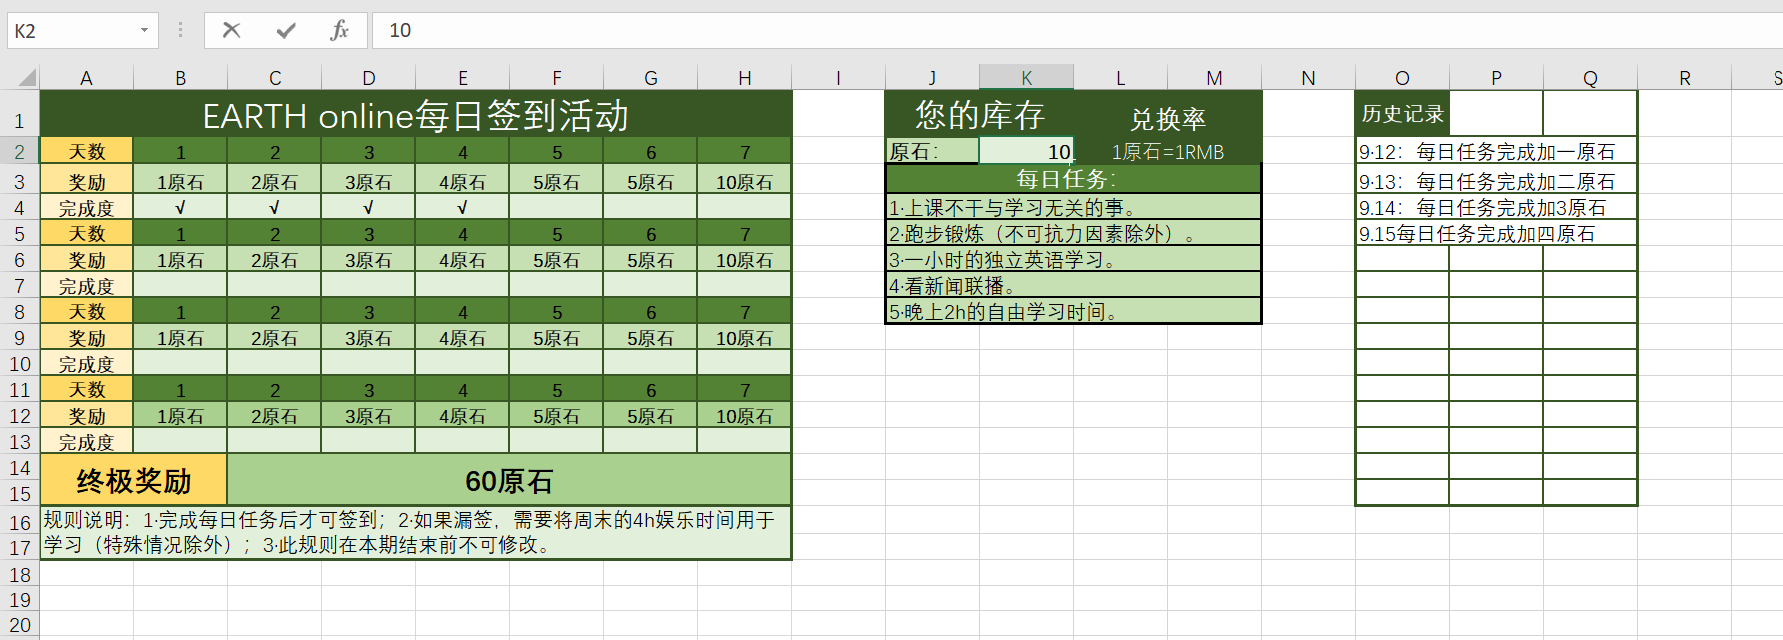 K2 fx 10
A B C D E F G H I J K L M N O P Q R S
1 EARTH online每日签到活动 您的库存 兑换率 历史记录
2 天数 1 2 3 4 5 6 7 原石： 10 1原石=1RMB 9·12：每日任务完成加一原石
3 奖励 1原石 2原石 3原石 4原石 5原石 5原石 10原石 每日任务： 9·13：每日任务完成加二原石
4 完成度 √ √ √ √ 1·上课不干与学习无关的事。 9.14：每日任务完成加3原石
5 天数 1 2 3 4 5 6 7 2·跑步锻炼（不可抗力因素除外）。 9.15每日任务完成加四原石
6 奖励 1原石 2原石 3原石 4原石 5原石 5原石 10原石 3·一小时的独立英语学习。
7 完成度 4·看新闻联播。
8 天数 1 2 3 4 5 6 7 5·晚上2h的自由学习时间。
9 奖励 1原石 2原石 3原石 4原石 5原石 5原石 10原石
10 完成度
11 天数 1 2 3 4 5 6 7
12 奖励 1原石 2原石 3原石 4原石 5原石 5原石 10原石
13 完成度
14 终极奖励 60原石
15
16 规则说明：1·完成每日任务后才可签到；2·如果漏签，需要将周末的4h娱乐时间用于
17 学习（特殊情况除外）；3·此规则在本期结束前不可修改。
18
19
20